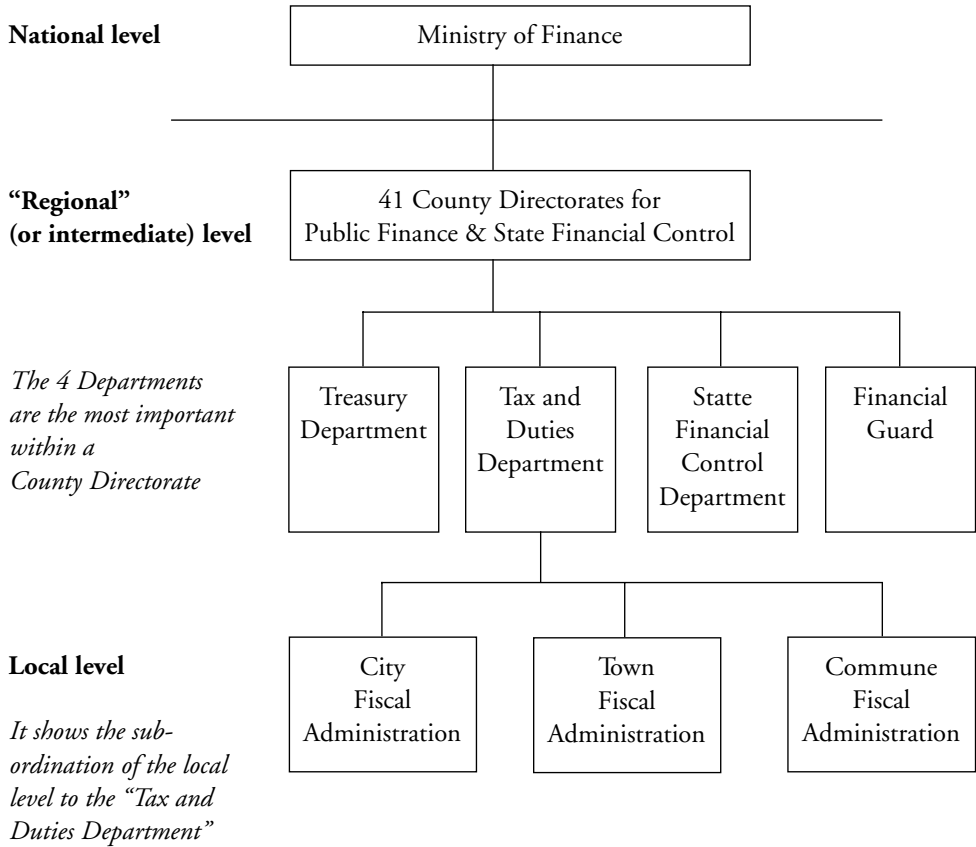 National level
Ministry of Finance
“Regional”
(or intermediate) level
41 County Directorates for
Public Finance & State Financial Control
The 4 Departments
are the most important
within a
County Directorate
Treasury
Department
Tax and
Duties
Department
Statte
Financial
Control
Department
Financial
Guard
Local level
It shows the sub-
ordination of the local
level to the “Tax and
Duties Department”
City
Fiscal
Administration
Town
Fiscal
Administration
Commune
Fiscal
Administration